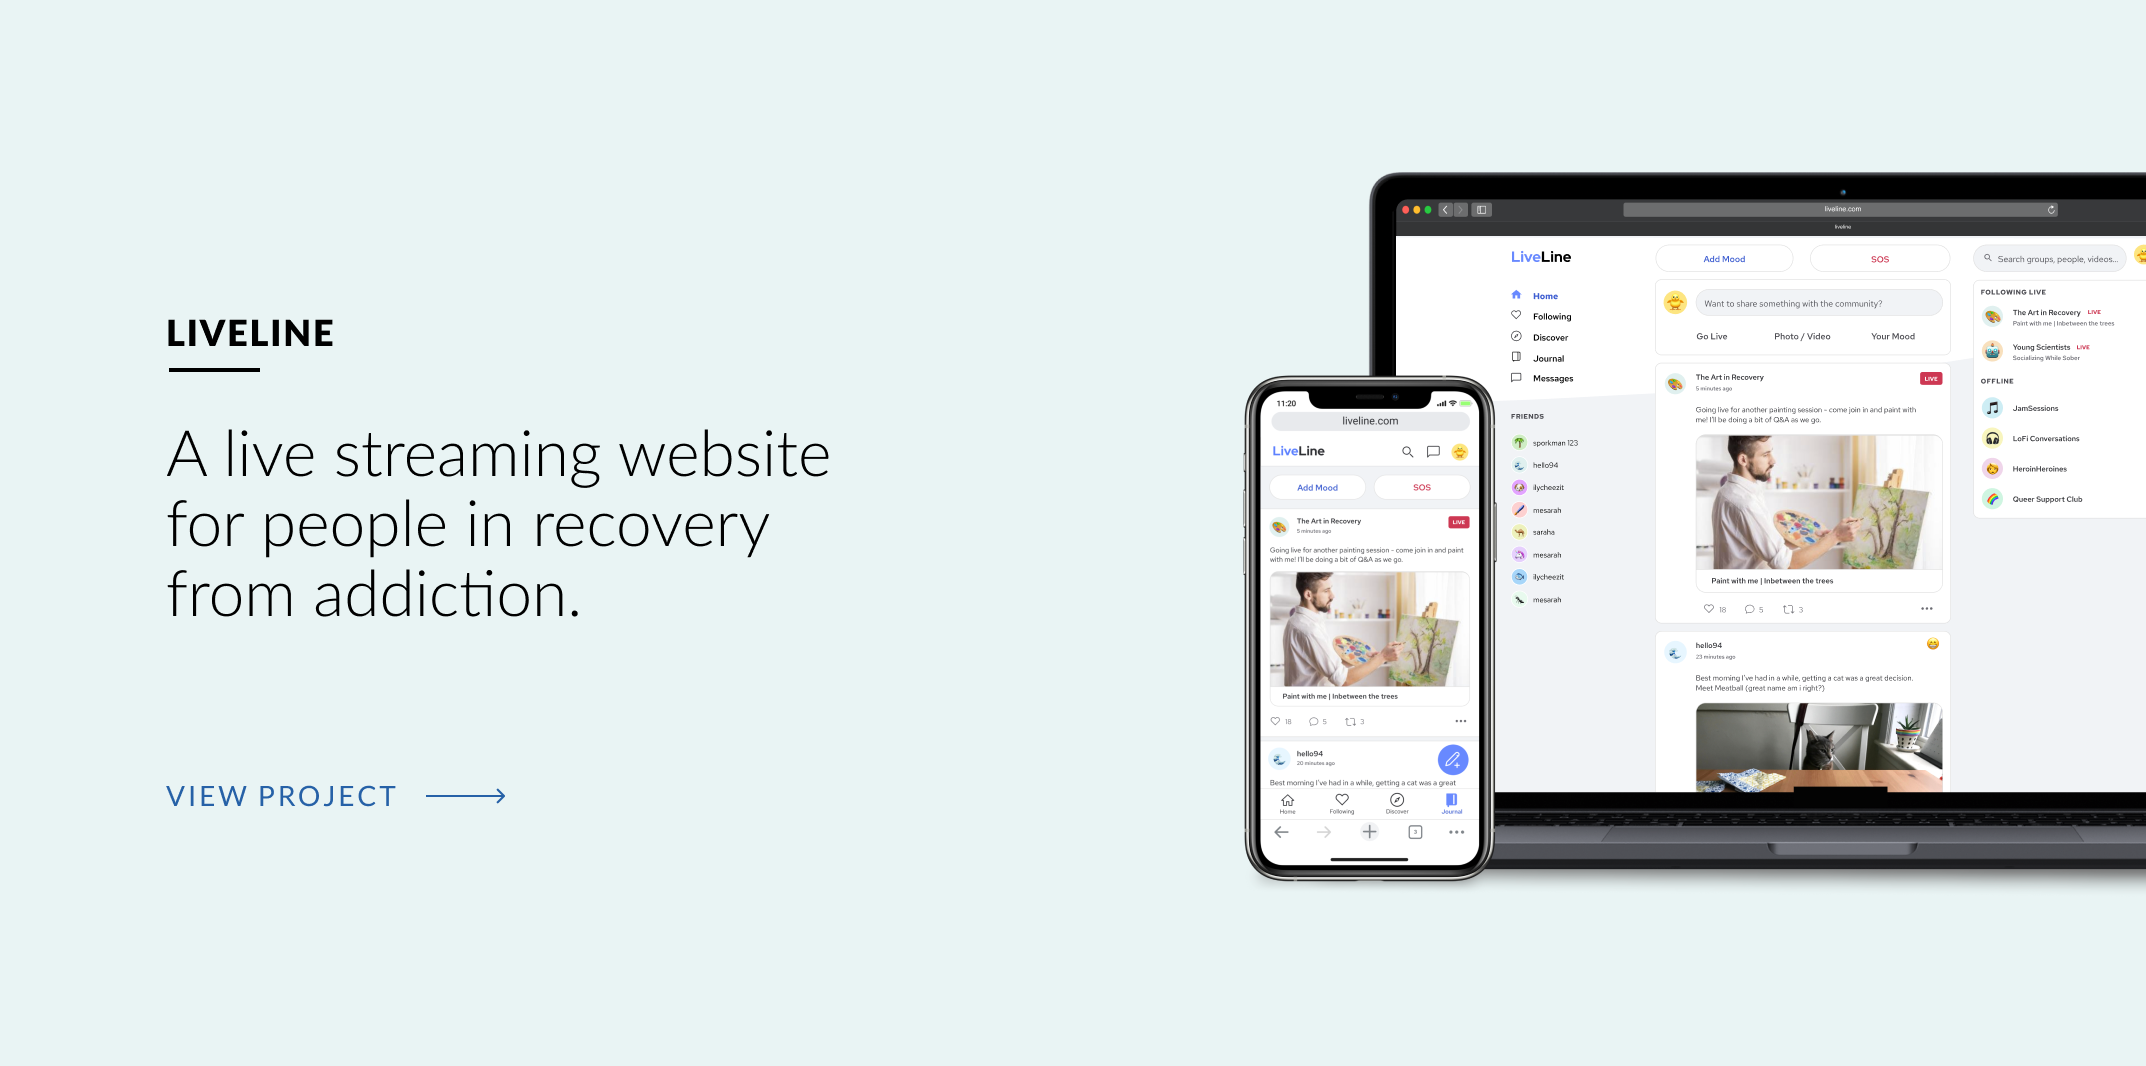 LIVELINE
A live streaming website
for people in recovery
from addiction.
VIEW PROJECT
11:20
liveline.com
LiveLine
Add Mood
SOS
The Art in Recovery
5 minutes ago
LIVE
Going live for another painting session - come join in and paint
with me! I'll be doing a bit of Q&A as we go.
Paint with me | Inbetween the trees
18
5
3
hello94
20 minutes ago
Best morning I've had in a while, getting a cat was a great
Home
Following
Discover
Journal
3
liveline.com
liveline
LiveLine
Home
Following
Discover
Journal
Messages
FRIENDS
sporkman 123
hello94
ilycheezit
mesarah
saraha
mesarah
ilycheezit
mesarah
Add Mood
SOS
Want to share something with the community?
Go Live
Photo / Video
Your Mood
The Art in Recovery
5 minutes ago
LIVE
Going live for another painting session - come join in and paint with
me! I'll be doing a bit of Q&A as we go.
Paint with me | Inbetween the trees
18
5
3
hello94
23 minutes ago
Best morning I've had in a while, getting a cat was a great decision.
Meet Meatball (great name am i right?)
Search groups, people, videos...
FOLLOWING LIVE
The Art in Recovery LIVE
Paint with me | Inbetween the trees
Young Scientists LIVE
Socializing While Sober
OFFLINE
JamSessions
LoFi Conversations
HeroinHeroines
Queer Support Club